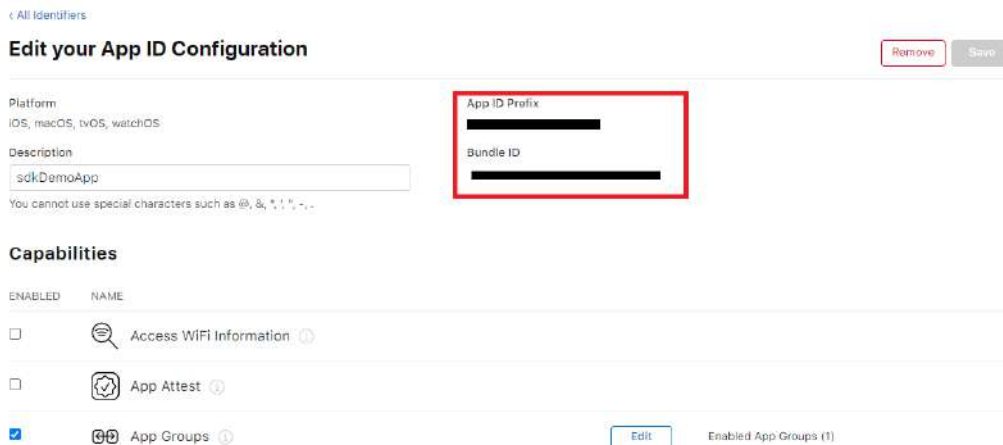 ‹ All Identifiers
Edit your App ID Configuration
Remove
Save
Platform
iOS, macOS, tvOS, watchOS
App ID Prefix
Description
sdkDemoApp
Bundle ID
You cannot use special characters such as @, &, *, ', ", -, .
Capabilities
ENABLED NAME
Access WiFi Information
App Attest
App Groups
Edit
Enabled App Groups (1)